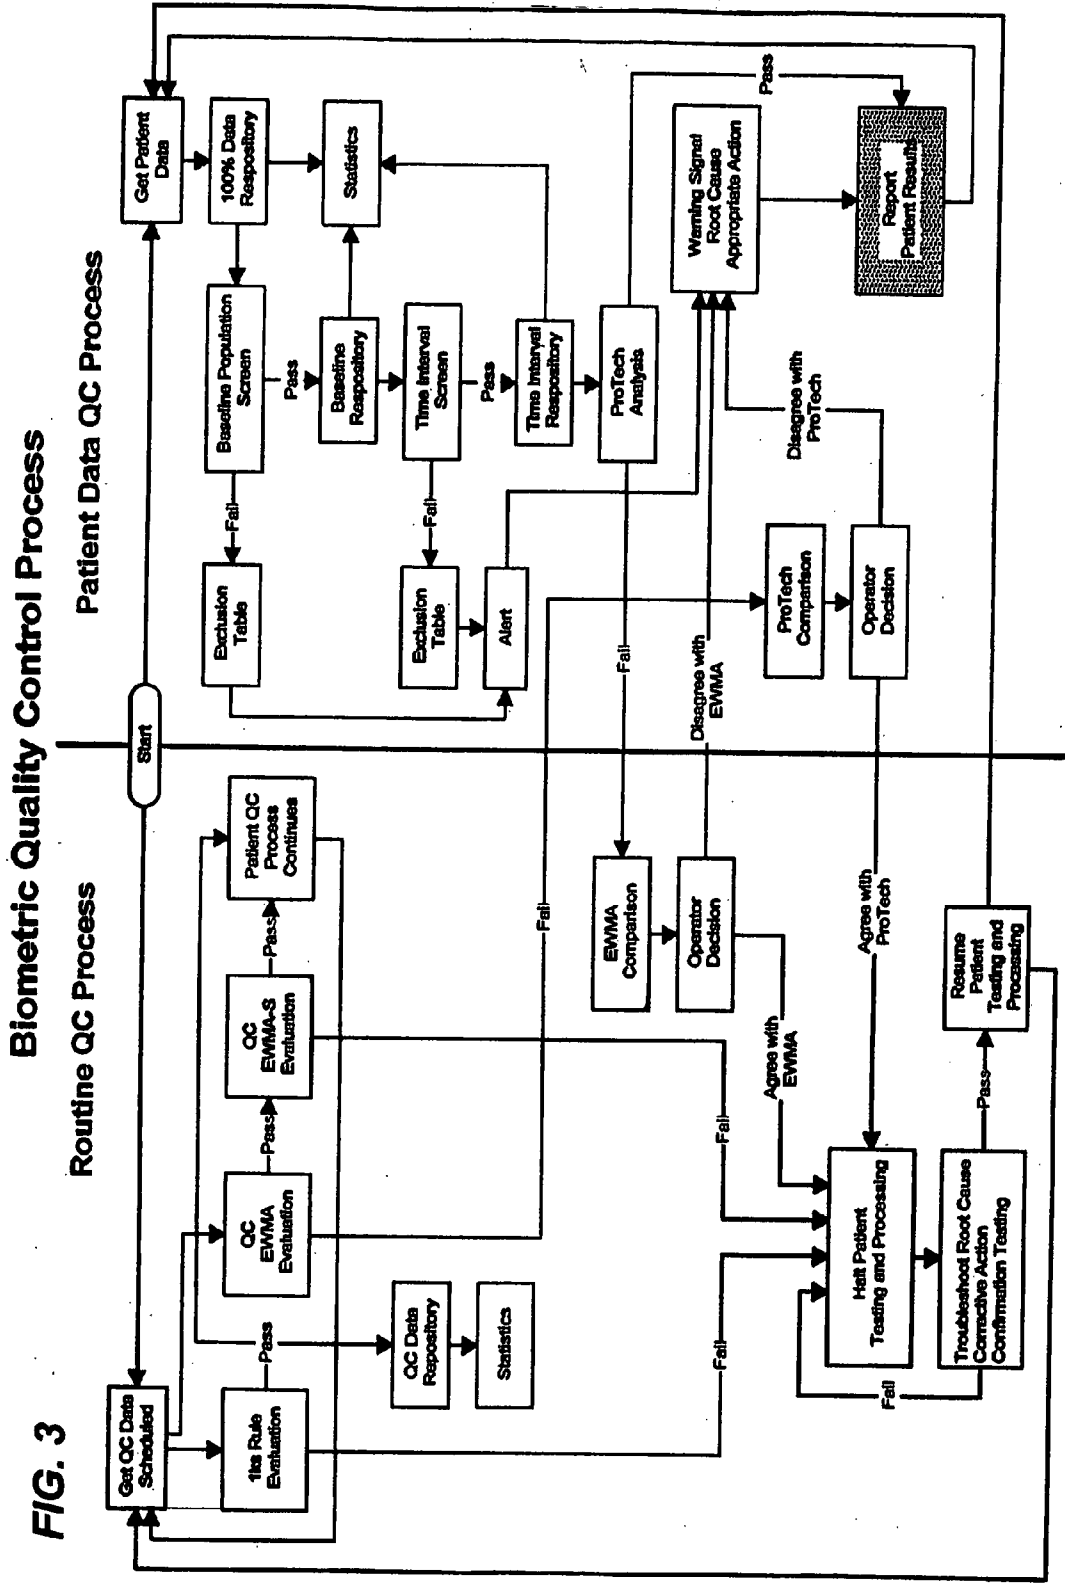 FIG. 3
Biometric Quality Control Process
Routine QC Process
Patient Data QC Process
Start
Get QC Data
Scheduled
1ks Rule
Evaluation
Pass
QC Data
Repository
Statistics
QC
EWMA
Evaluation
Pass
QC
EWMA-S
Evaluation
Pass
Patient QC
Process
Continues
Fail
Fail
Fail
Halt Patient
Testing and Processing
Troubleshoot Root Cause
Corrective Action
Confirmation Testing
Fail
Pass
Resume
Patient
Testing and
Processing
EWMA
Comparison
Operator
Decision
Agree with
EWMA
Disagree with
EWMA
Agree with
ProTech
Get Patient
Data
100% Data
Respository
Statistics
Baseline Population
Screen
Fail
Exclusion
Table
Pass
Baseline
Respository
Time Interval
Screen
Fail
Exclusion
Table
Alert
Pass
Time Interval
Respository
ProTech
Analysis
Fail
Pass
ProTech
Comparison
Operator
Decision
Disagree with
ProTech
Warning Signal
Root Cause
Appropriate Action
Report
Patient Results